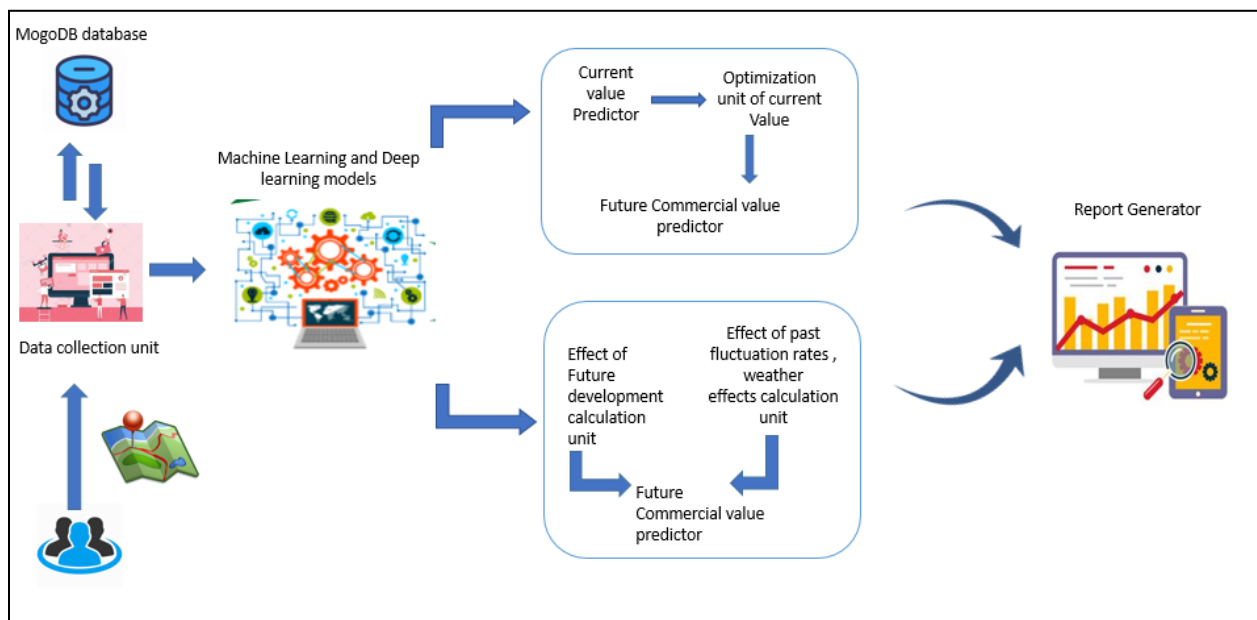 MogoDB database
Data collection unit
Machine Learning and Deep
learning models
Current
value
Predictor
Optimization
unit of current
Value
Future Commercial value
predictor
Effect of
Future
development
calculation
unit
Effect of past
fluctuation rates ,
weather
effects calculation
unit
Future
Commercial value
predictor
Report Generator